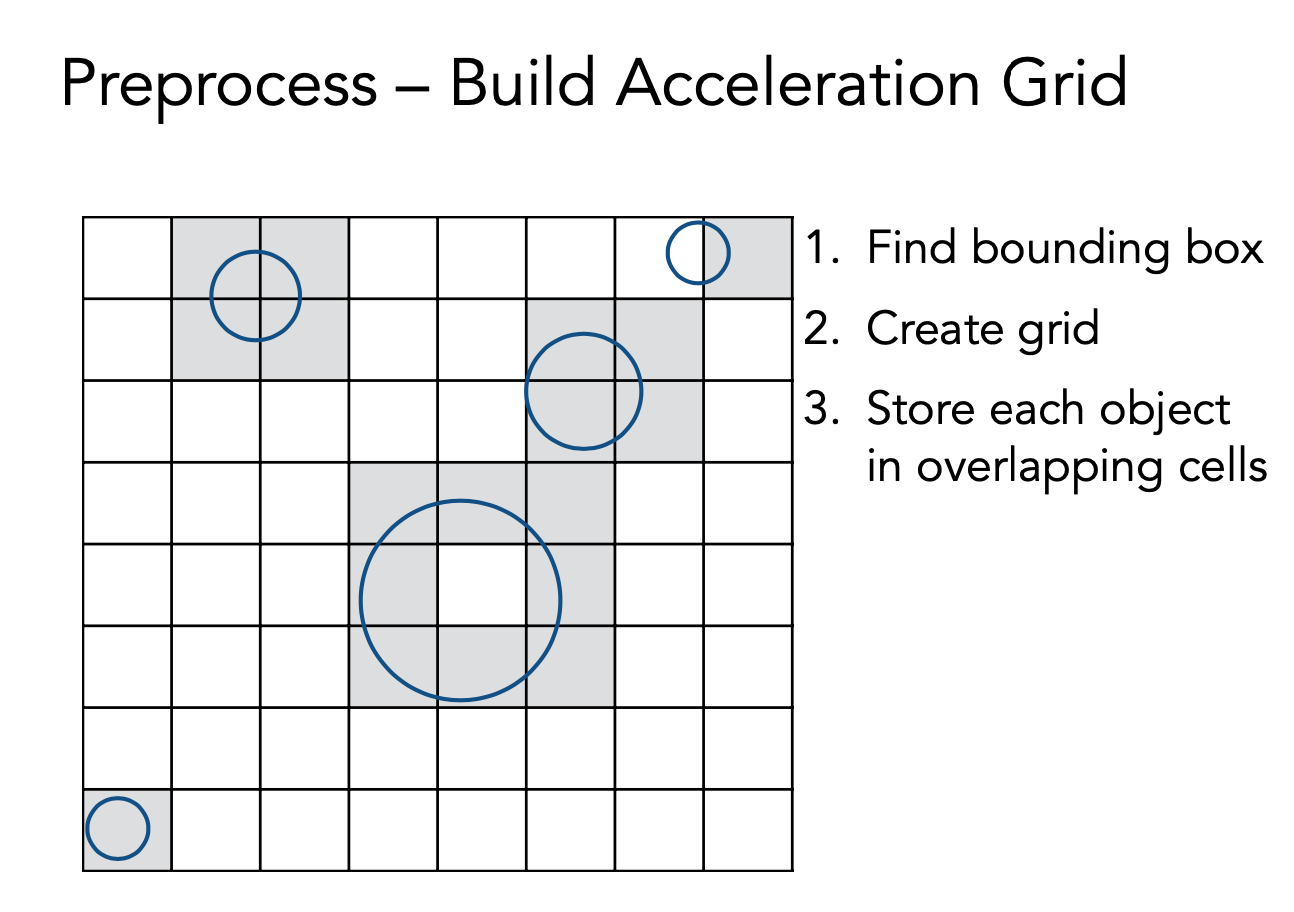 Preprocess – Build Acceleration Grid
1. Find bounding box
2. Create grid
3. Store each object
in overlapping cells